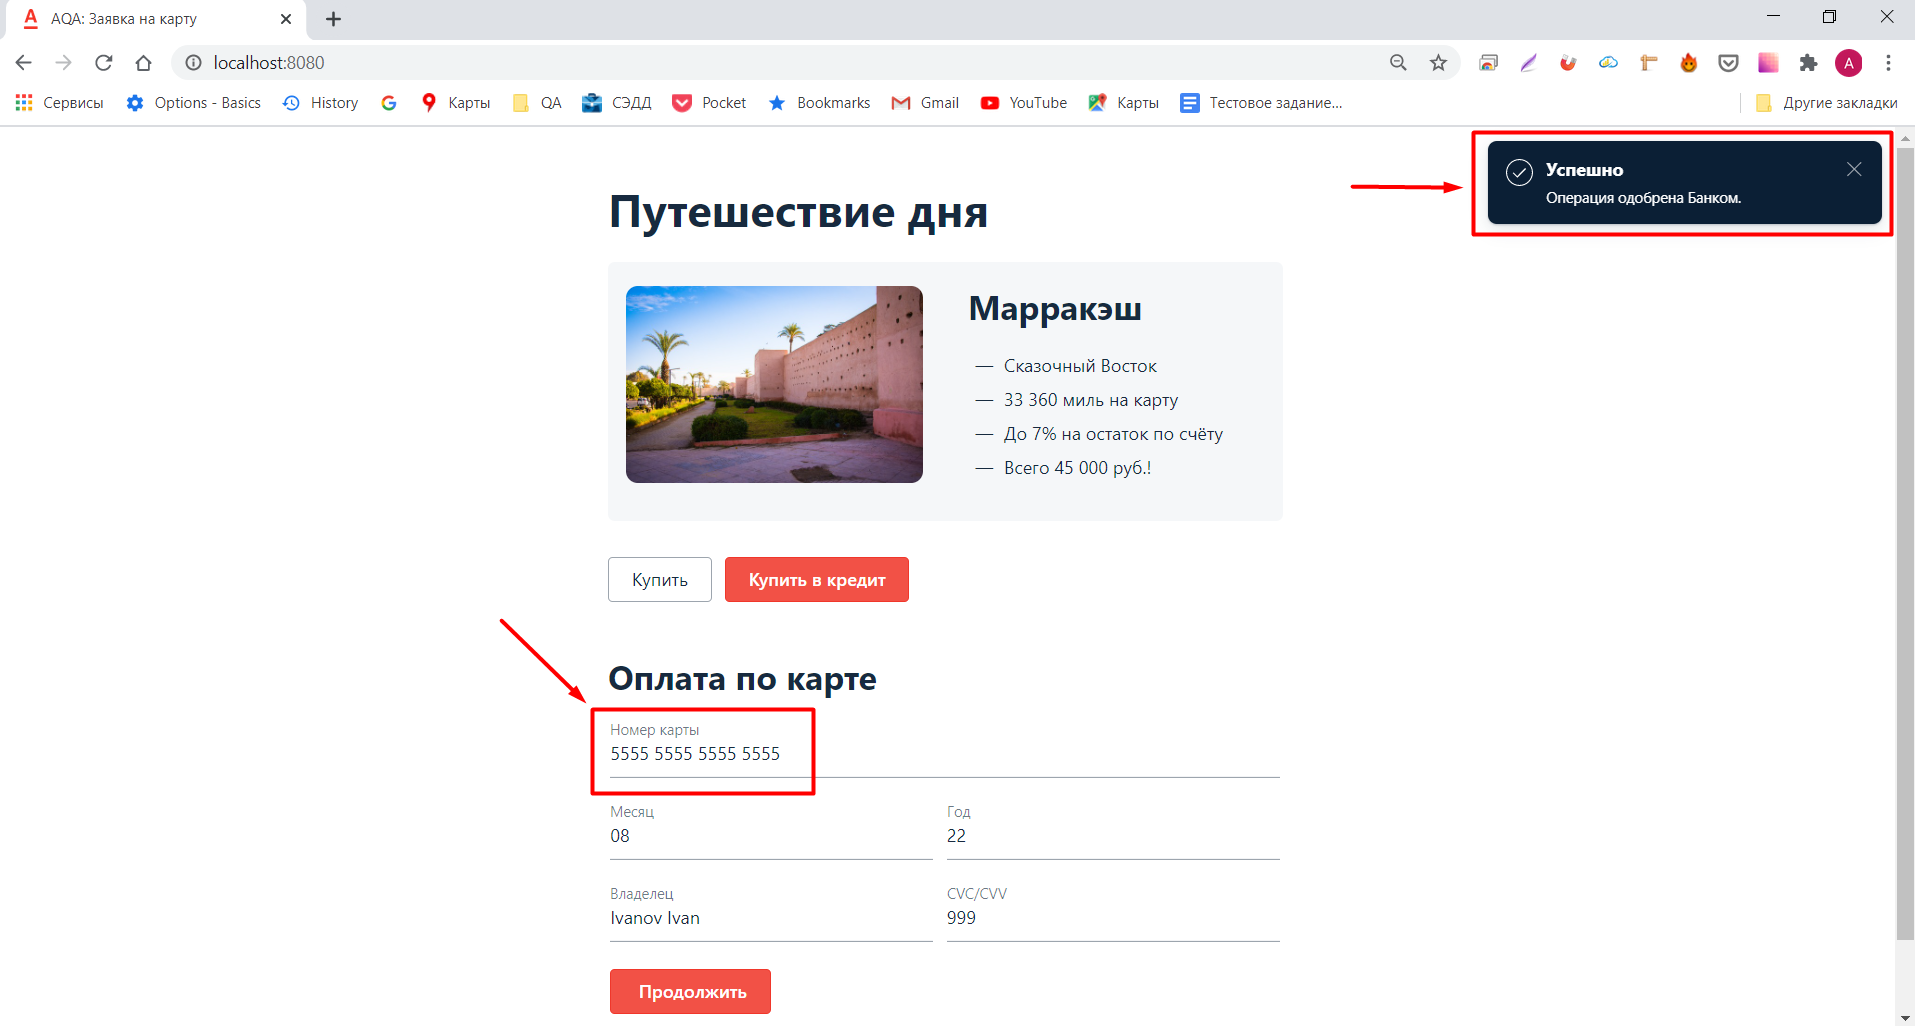 AQA: Заявка на карту
localhost:8080
A
Сервисы Options - Basics History Карты QA СЭДД Pocket Bookmarks Gmail YouTube Карты Тестовое задание... Другие закладки
Успешно
Операция одобрена Банком.
Путешествие дня
Марракэш
— Сказочный Восток
— 33 360 миль на карту
— До 7% на остаток по счёту
— Всего 45 000 руб.!
Купить Купить в кредит
Оплата по карте
Номер карты
5555 5555 5555 5555
Месяц Год
08 22
Владелец CVC/CVV
Ivanov Ivan 999
Продолжить